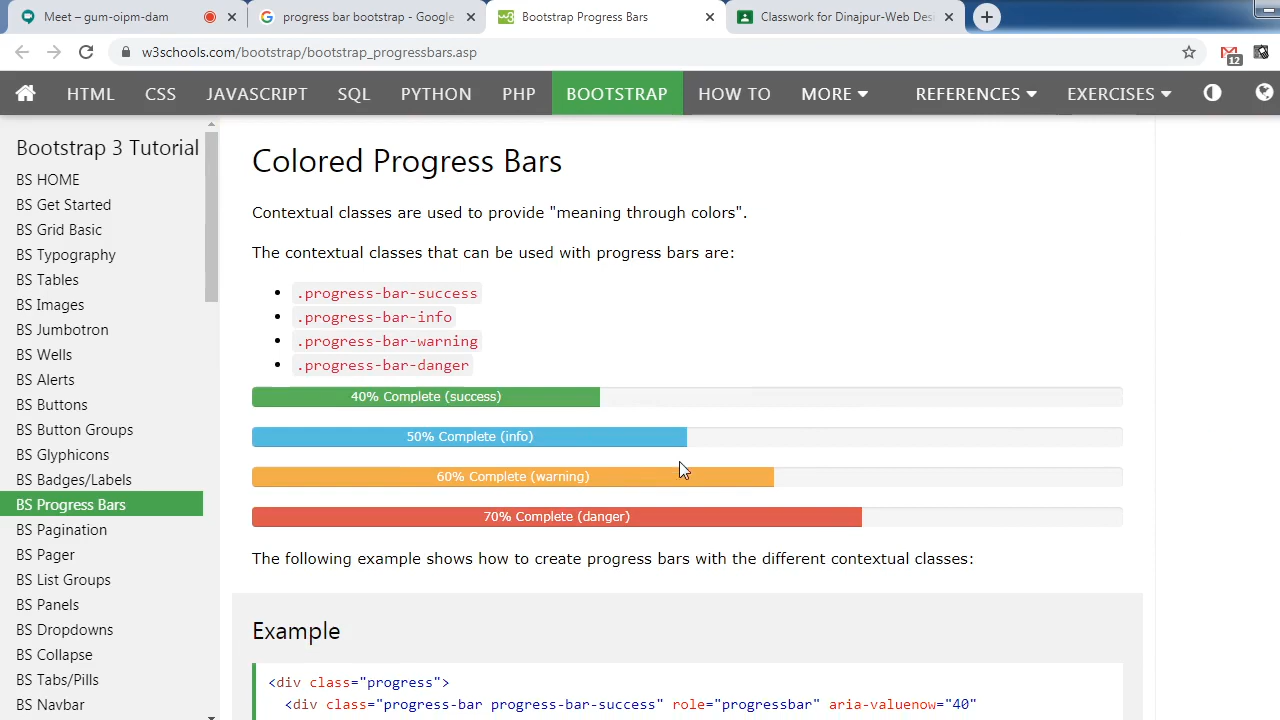 Meet – gum-oipm-dam
progress bar bootstrap - Google
Bootstrap Progress Bars
Classwork for Dinajpur-Web Des
w3schools.com/bootstrap/bootstrap_progressbars.asp
12
HTML CSS JAVASCRIPT SQL PYTHON PHP BOOTSTRAP HOW TO MORE REFERENCES EXERCISES
Bootstrap 3 Tutorial
BS HOME
BS Get Started
BS Grid Basic
BS Typography
BS Tables
BS Images
BS Jumbotron
BS Wells
BS Alerts
BS Buttons
BS Button Groups
BS Glyphicons
BS Badges/Labels
BS Progress Bars
BS Pagination
BS Pager
BS List Groups
BS Panels
BS Dropdowns
BS Collapse
BS Tabs/Pills
BS Navbar
Colored Progress Bars
Contextual classes are used to provide "meaning through colors".
The contextual classes that can be used with progress bars are:
.progress-bar-success
.progress-bar-info
.progress-bar-warning
.progress-bar-danger
40% Complete (success)
50% Complete (info)
60% Complete (warning)
70% Complete (danger)
The following example shows how to create progress bars with the different contextual classes:
Example
<div class="progress">
<div class="progress-bar progress-bar-success" role="progressbar" aria-valuenow="40"